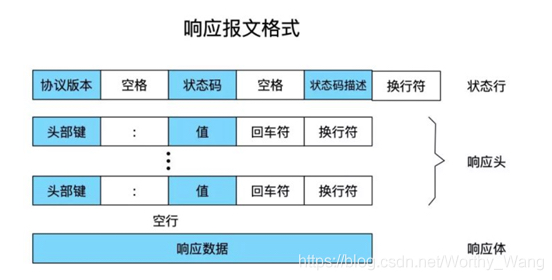 响应报文格式
协议版本 空格 状态码 空格 状态码描述 换行符 状态行
头部键 : 值 回车符 换行符
响应头
头部键 : 值 回车符 换行符
空行
响应数据 响应体
https://blog.csdn.net/Worthy_Wang